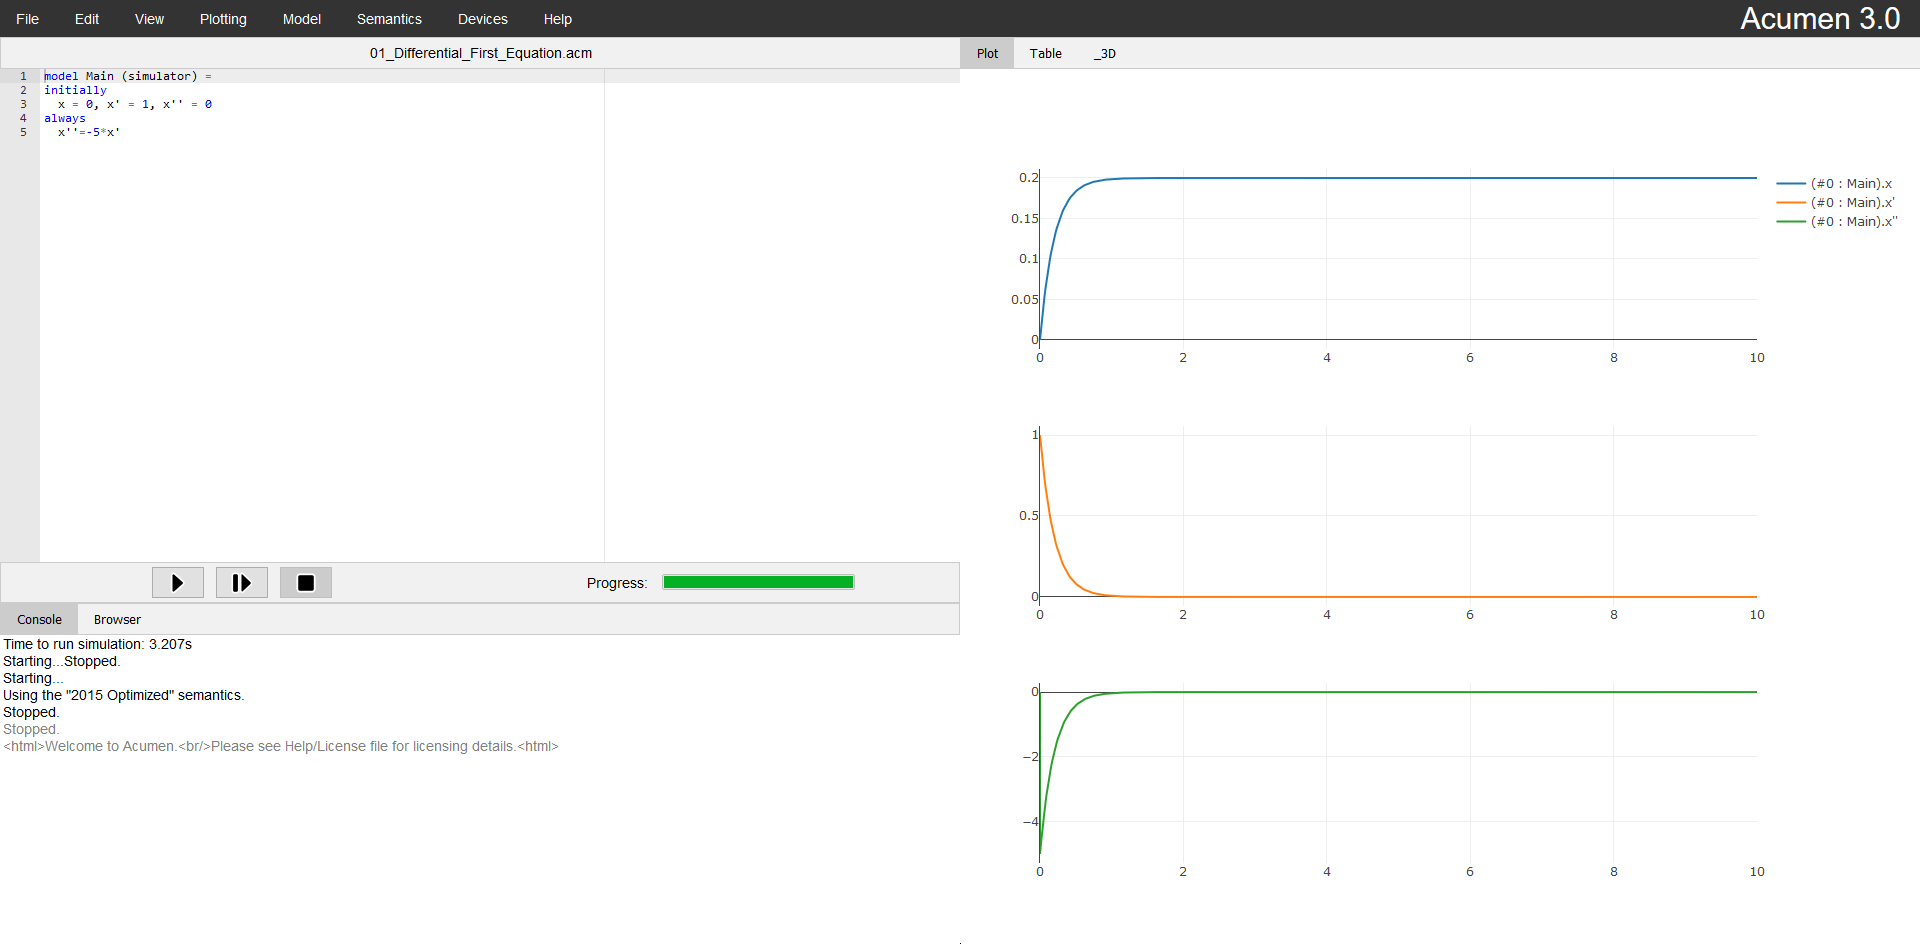 File Edit View Plotting Model Semantics Devices Help
Acumen 3.0
01_Differential_First_Equation.acm
1 model Main (simulator) =
2 initially
3 x = 0, x' = 1, x'' = 0
4 always
5 x''=-5*x'
Progress:
Console Browser
Time to run simulation: 3.207s
Starting...Stopped.
Starting...
Using the "2015 Optimized" semantics.
Stopped.
Stopped.
<html>Welcome to Acumen.<br/>Please see Help/License file for licensing details.<html>
Plot Table _3D
0.2
0.15
0.1
0.05
0
0 2 4 6 8 10
(#0 : Main).x
(#0 : Main).x'
(#0 : Main).x''
1
0.5
0
0 2 4 6 8 10
0
−2
−4
0 2 4 6 8 10